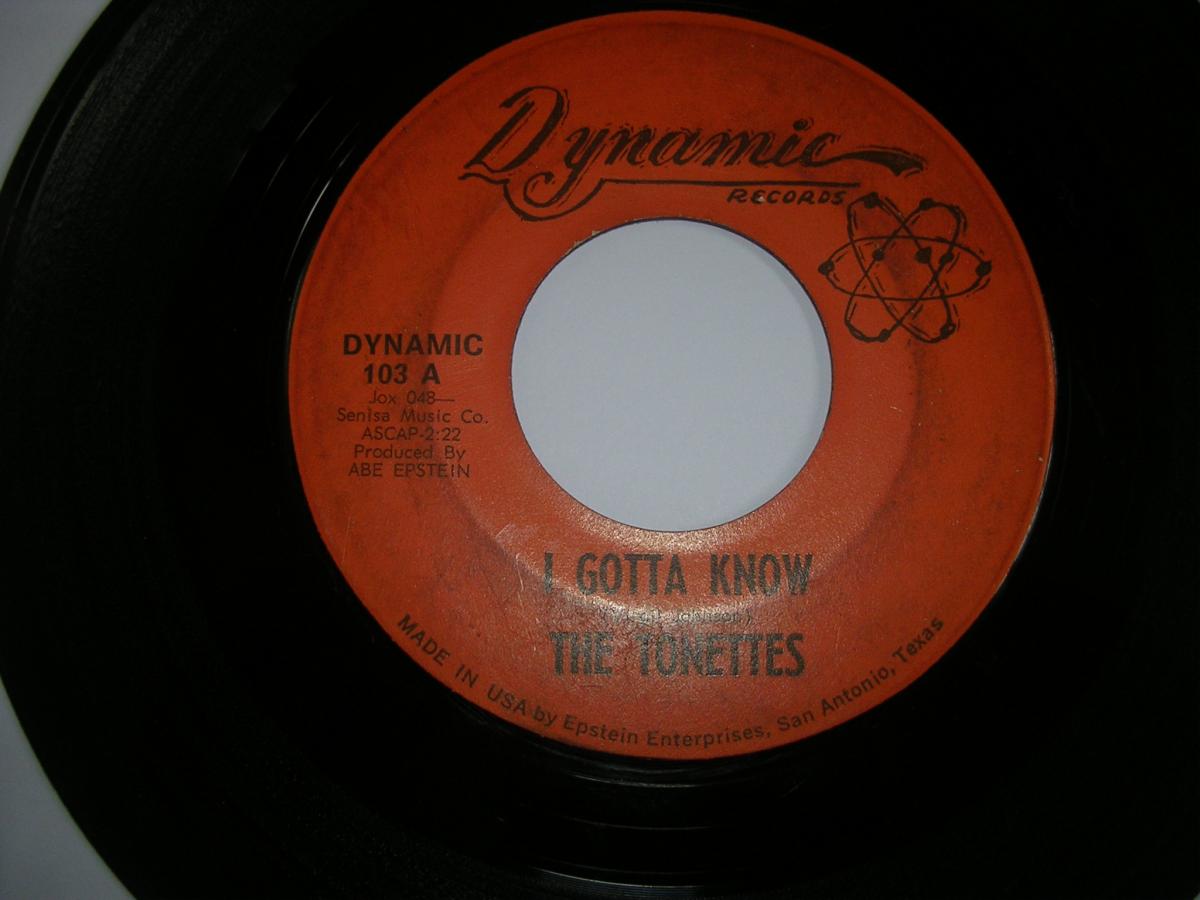 Dynamic
RECORDS
DYNAMIC
103 A
Jox 048—
Senisa Music Co.
ASCAP-2:22
Produced By
ABE EPSTEIN
I GOTTA KNOW
Johnson)
THE TONETTES
MADE IN USA by Epstein Enterprises, San Antonio, Texas